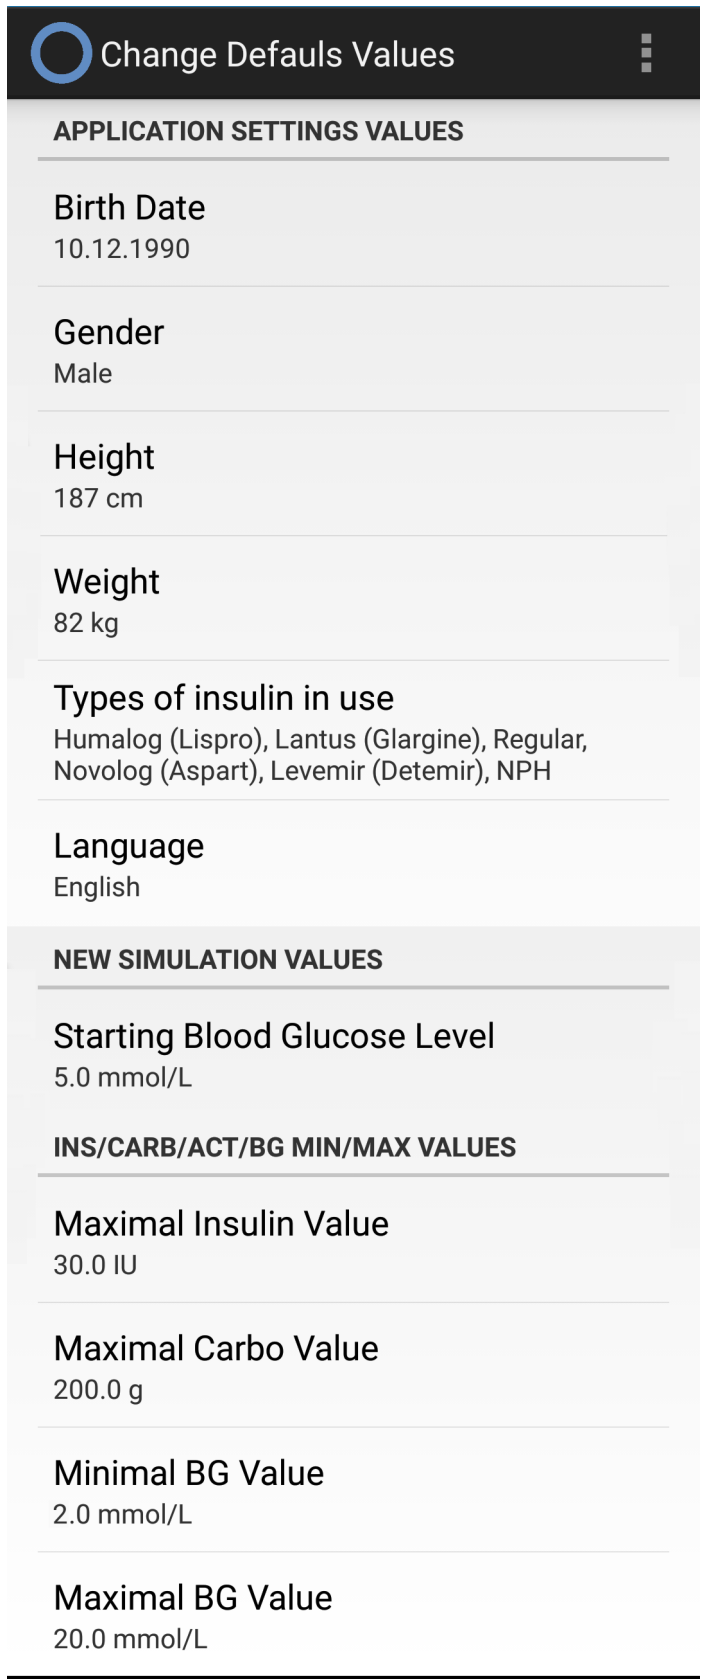 Change Defauls Values
APPLICATION SETTINGS VALUES
Birth Date
10.12.1990
Gender
Male
Height
187 cm
Weight
82 kg
Types of insulin in use
Humalog (Lispro), Lantus (Glargine), Regular,
Novolog (Aspart), Levemir (Detemir), NPH
Language
English
NEW SIMULATION VALUES
Starting Blood Glucose Level
5.0 mmol/L
INS/CARB/ACT/BG MIN/MAX VALUES
Maximal Insulin Value
30.0 IU
Maximal Carbo Value
200.0 g
Minimal BG Value
2.0 mmol/L
Maximal BG Value
20.0 mmol/L